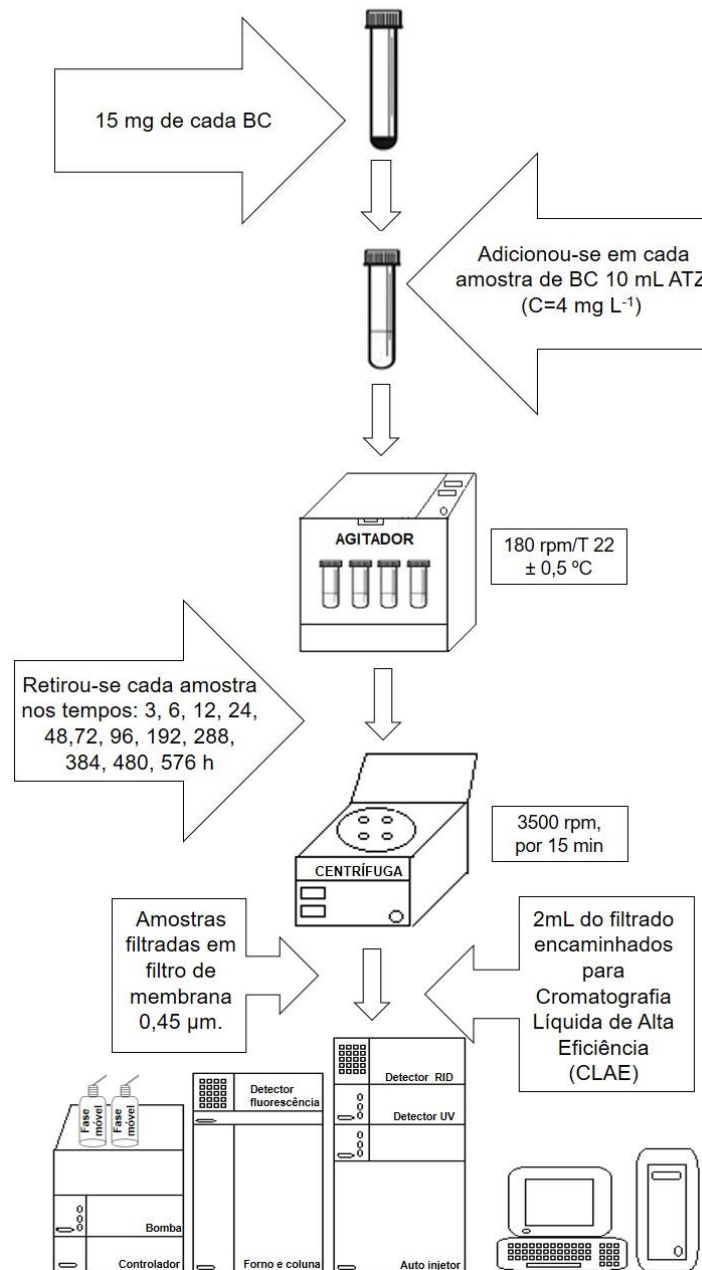 15 mg de cada BC
Adicionou-se em cada
amostra de BC 10 mL ATZ
(C=4 mg L⁻¹)
AGITADOR
180 rpm/T 22
± 0,5 ºC
Retirou-se cada amostra
nos tempos: 3, 6, 12, 24,
48,72, 96, 192, 288,
384, 480, 576 h
3500 rpm,
por 15 min
CENTRÍFUGA
Amostras
filtradas em
filtro de
membrana
0,45 µm.
2mL do filtrado
encaminhados
para
Cromatografia
Líquida de Alta
Eficiência
(CLAE)
Fase
móvel
Fase
móvel
Bomba
Controlador
Detector
fluorescência
Forno e coluna
Detector RID
Detector UV
Auto injetor